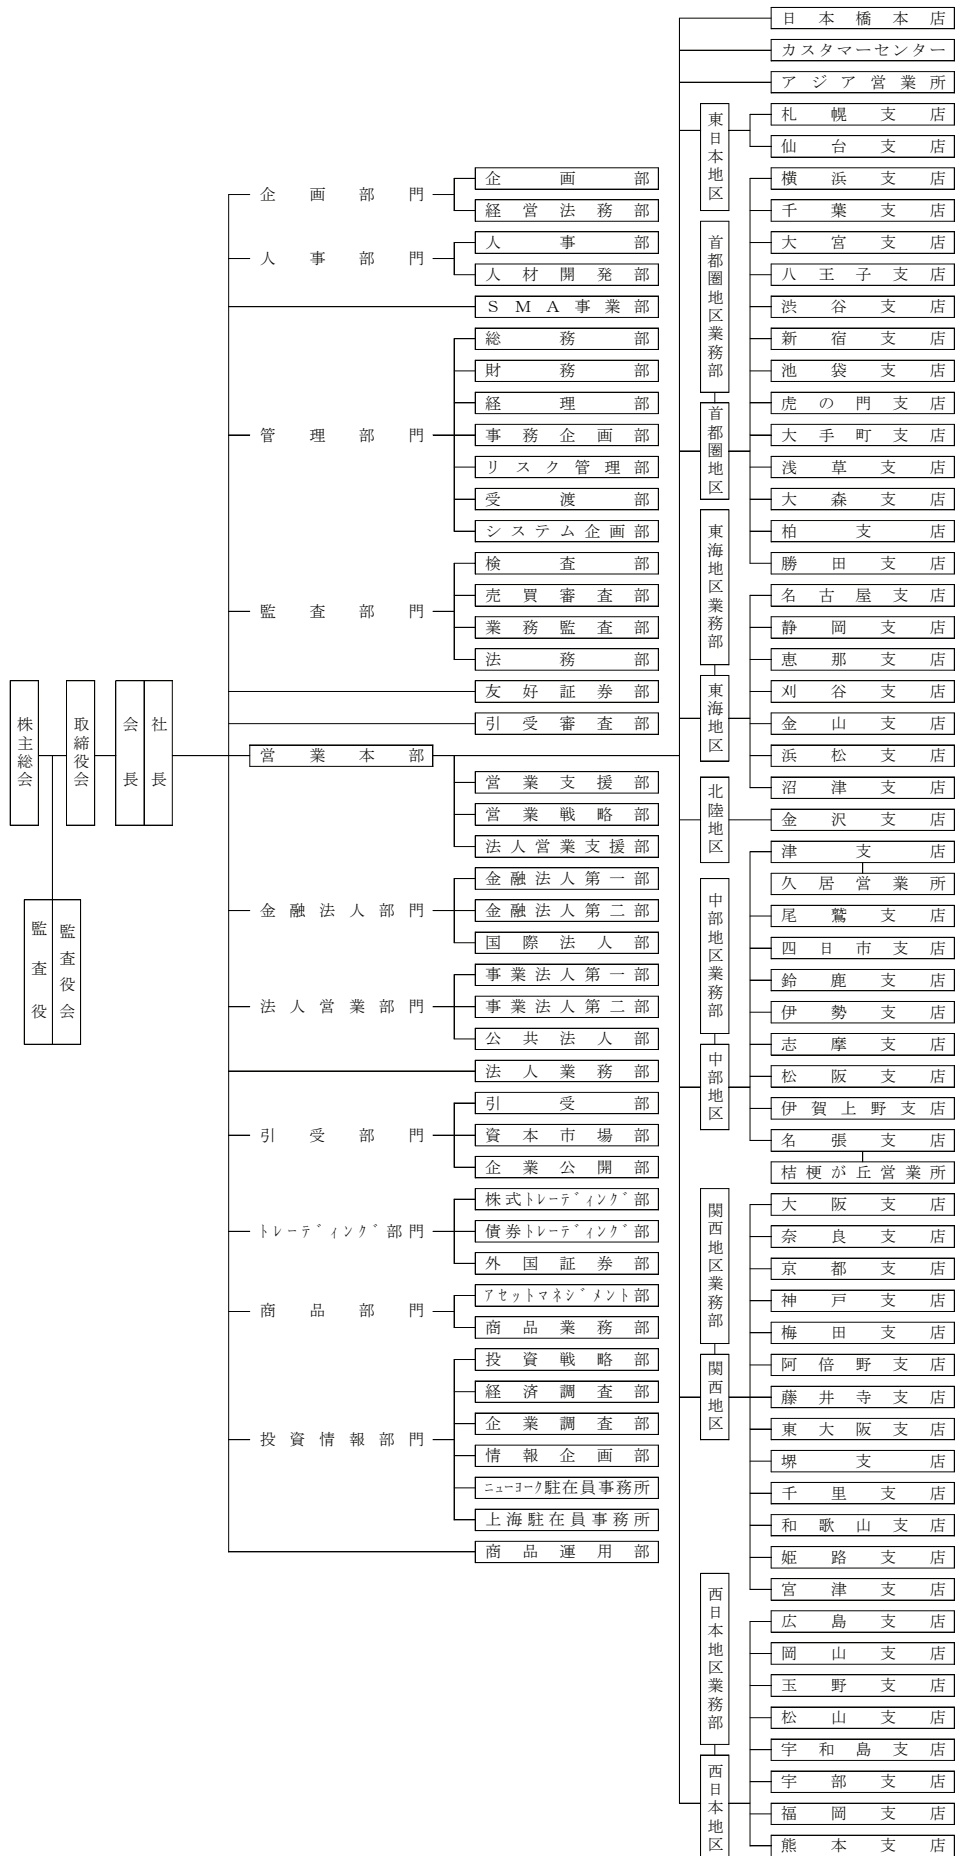 株主総会
取締役会
会長
社長
監査役
監査役会
企画部門
企画部
経営法務部
人事部門
人事部
人材開発部
ＳＭＡ事業部
管理部門
総務部
財務部
経理部
事務企画部
リスク管理部
受渡部
システム企画部
監査部門
検査部
売買審査部
業務監査部
法務部
友好証券部
引受審査部
営業本部
営業支援部
営業戦略部
法人営業支援部
金融法人部門
金融法人第一部
金融法人第二部
国際法人部
法人営業部門
事業法人第一部
事業法人第二部
公共法人部
法人業務部
引受部門
引受部
資本市場部
企業公開部
ﾄﾚｰﾃﾞｨﾝｸﾞ部門
株式ﾄﾚｰﾃﾞｨﾝｸﾞ部
債券ﾄﾚｰﾃﾞｨﾝｸﾞ部
外国証券部
商品部門
ｱｾｯﾄﾏﾈｼﾞﾒﾝﾄ部
商品業務部
投資情報部門
投資戦略部
経済調査部
企業調査部
情報企画部
ﾆｭｰﾖｰｸ駐在員事務所
上海駐在員事務所
商品運用部
日本橋本店
カスタマーセンター
アジア営業所
東日本地区
札幌支店
仙台支店
首都圏地区業務部
首都圏地区
横浜支店
千葉支店
大宮支店
八王子支店
渋谷支店
新宿支店
池袋支店
虎の門支店
大手町支店
浅草支店
大森支店
柏支店
勝田支店
東海地区業務部
東海地区
名古屋支店
静岡支店
恵那支店
刈谷支店
金山支店
浜松支店
沼津支店
北陸地区
金沢支店
中部地区業務部
中部地区
津支店
久居営業所
尾鷲支店
四日市支店
鈴鹿支店
伊勢支店
志摩支店
松阪支店
伊賀上野支店
名張支店
桔梗が丘営業所
関西地区業務部
関西地区
大阪支店
奈良支店
京都支店
神戸支店
梅田支店
阿倍野支店
藤井寺支店
東大阪支店
堺支店
千里支店
和歌山支店
姫路支店
宮津支店
西日本地区業務部
西日本地区
広島支店
岡山支店
玉野支店
松山支店
宇和島支店
宇部支店
福岡支店
熊本支店